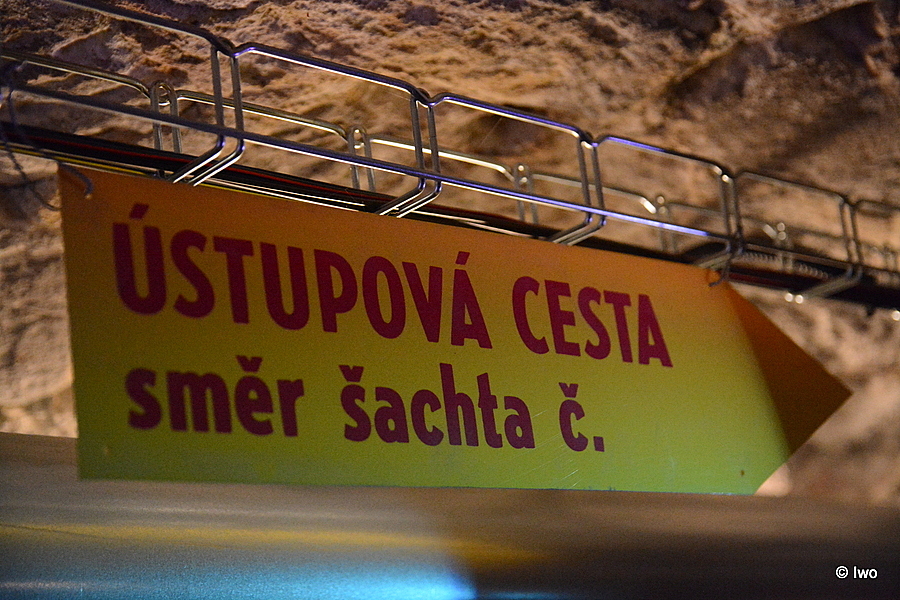 ÚSTUPOVÁ CESTA
směr šachta č.
© Iwo